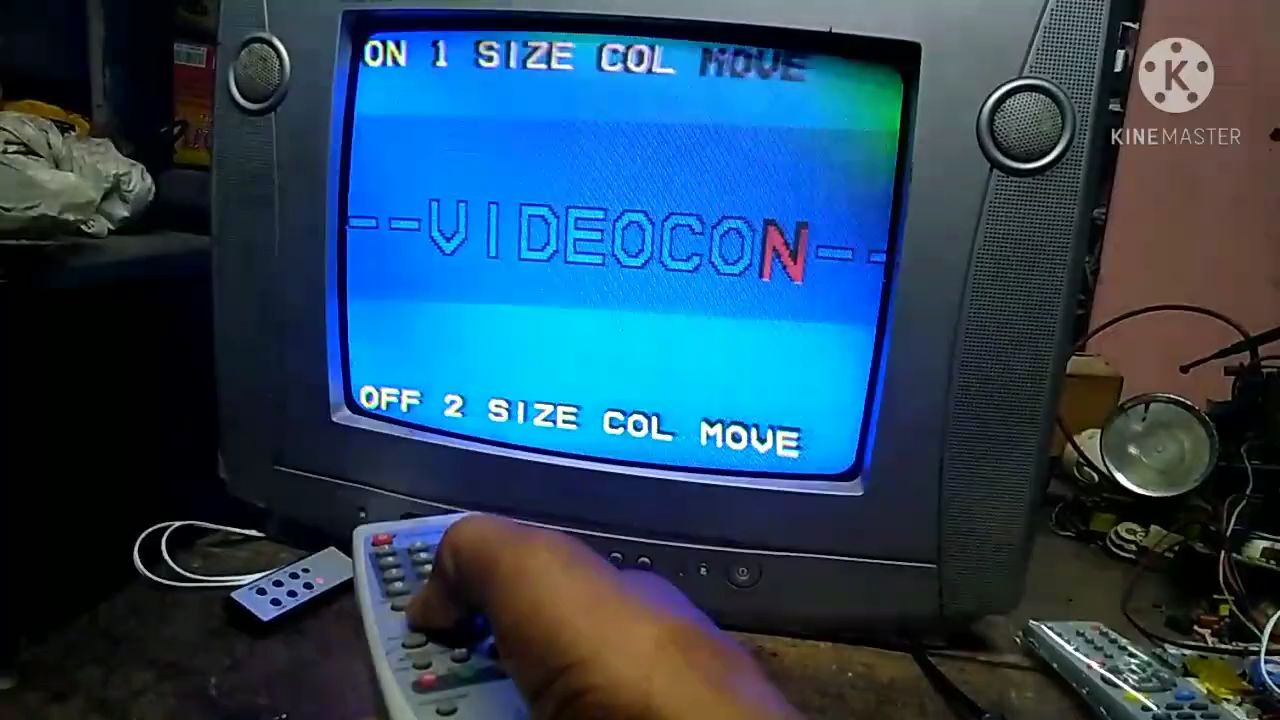 ON 1 SIZE COL MOVE
--VIDEOCON--
OFF 2 SIZE COL MOVE
K
KINEMASTER